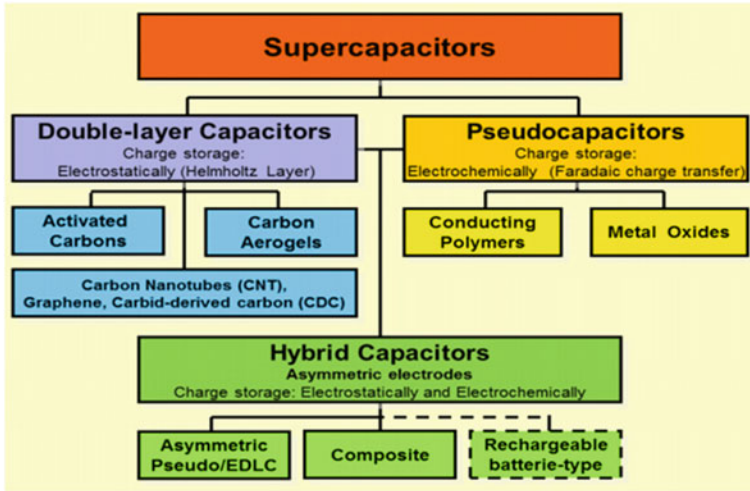 Supercapacitors
Double-layer Capacitors
Charge storage:
Electrostatically (Helmholtz Layer)
Pseudocapacitors
Charge storage:
Electrochemically (Faradaic charge transfer)
Activated
Carbons
Carbon
Aerogels
Conducting
Polymers
Metal Oxides
Carbon Nanotubes (CNT),
Graphene, Carbid-derived carbon (CDC)
Hybrid Capacitors
Asymmetric electrodes
Charge storage: Electrostatically and Electrochemically
Asymmetric
Pseudo/EDLC
Composite
Rechargeable
batterie-type